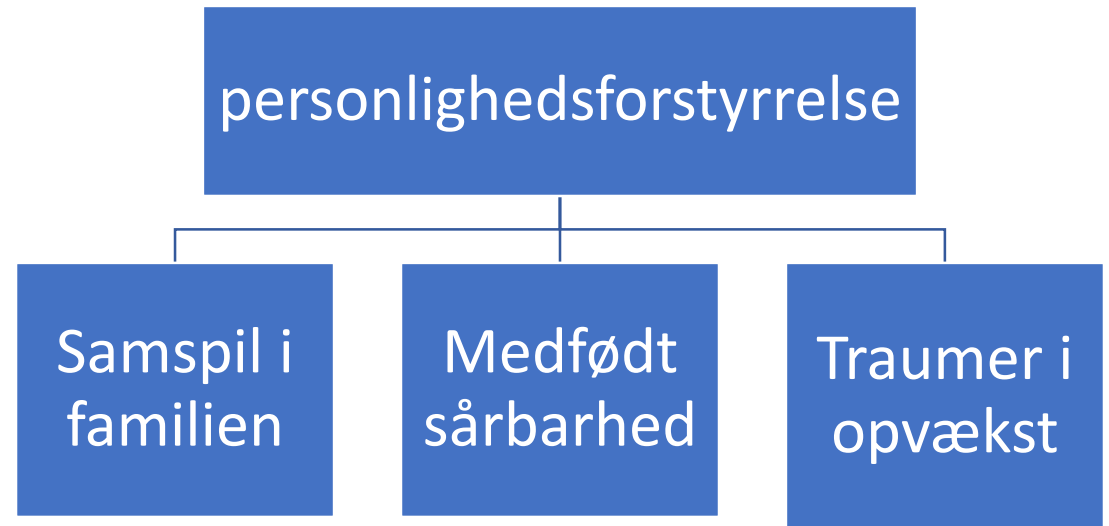 personlighedsforstyrrelse
Samspil i
familien
Medfødt
sårbarhed
Traumer i
opvækst